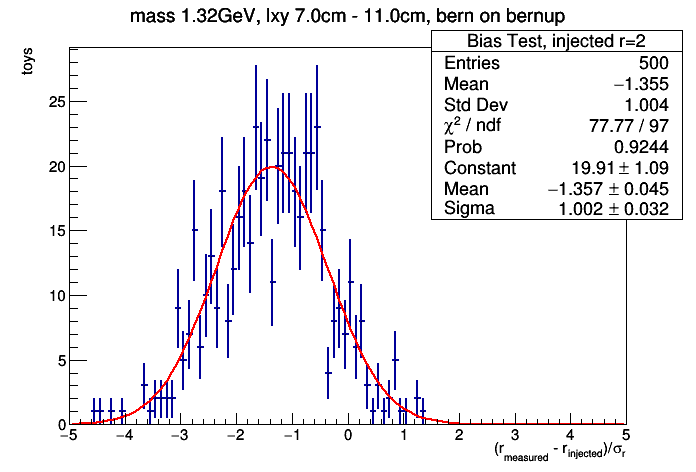 mass 1.32GeV, lxy 7.0cm - 11.0cm, bern on bernup
toys
Bias Test, injected r=2
Entries 500
Mean −1.355
Std Dev 1.004
χ² / ndf 77.77 / 97
Prob 0.9244
Constant 19.91 ± 1.09
Mean −1.357 ± 0.045
Sigma 1.002 ± 0.032
25
20
15
10
5
0
−5 −4 −3 −2 −1 0 1 2 3 4 5
(r_measured - r_injected)/σ_r